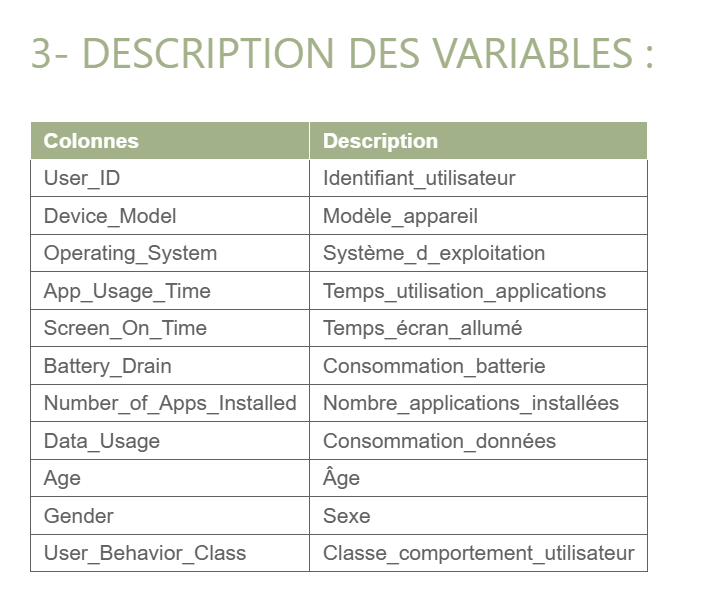 3- DESCRIPTION DES VARIABLES :
Colonnes Description
User_ID Identifiant_utilisateur
Device_Model Modèle_appareil
Operating_System Système_d_exploitation
App_Usage_Time Temps_utilisation_applications
Screen_On_Time Temps_écran_allumé
Battery_Drain Consommation_batterie
Number_of_Apps_Installed Nombre_applications_installées
Data_Usage Consommation_données
Age Âge
Gender Sexe
User_Behavior_Class Classe_comportement_utilisateur